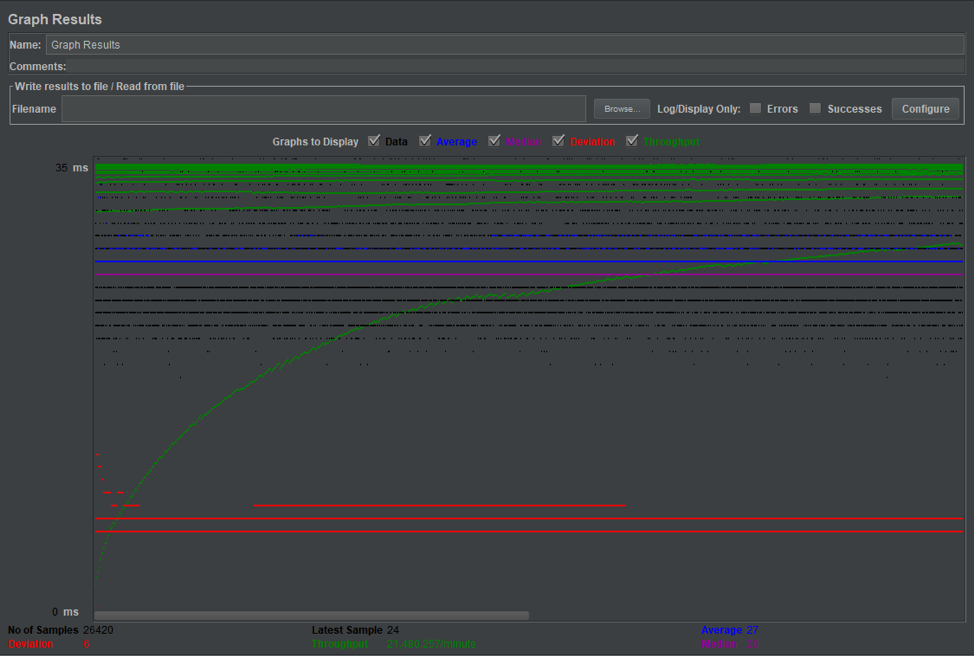 Graph Results
Name: Graph Results
Comments:
Write results to file / Read from file
Filename Browse... Log/Display Only: Errors Successes Configure
Graphs to Display Data Average Median Deviation Throughput
35 ms
0 ms
No of Samples 26420 Latest Sample 24 Average 27
Deviation 6 Throughput 21,480.257/minute Median